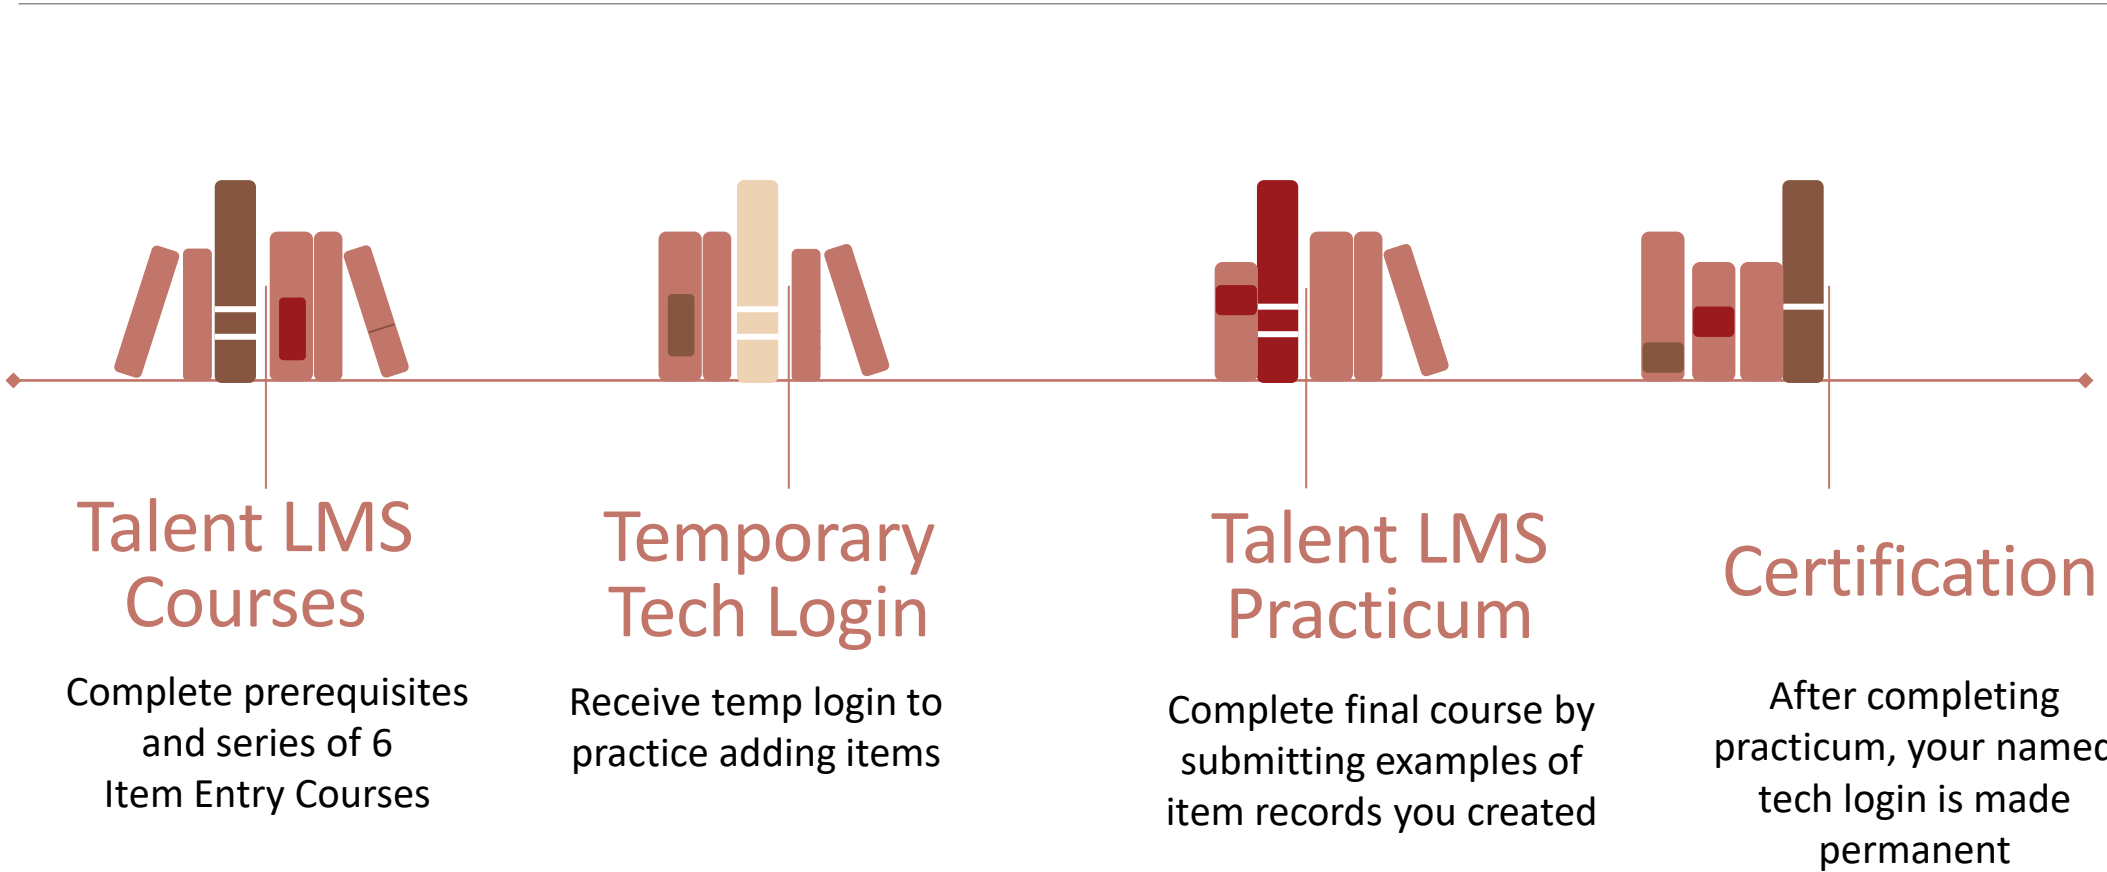 Talent LMS
Courses
Complete prerequisites
and series of 6
Item Entry Courses
Temporary
Tech Login
Receive temp login to
practice adding items
Talent LMS
Practicum
Complete final course by
submitting examples of
item records you created
Certification
After completing
practicum, your named
tech login is made
permanent